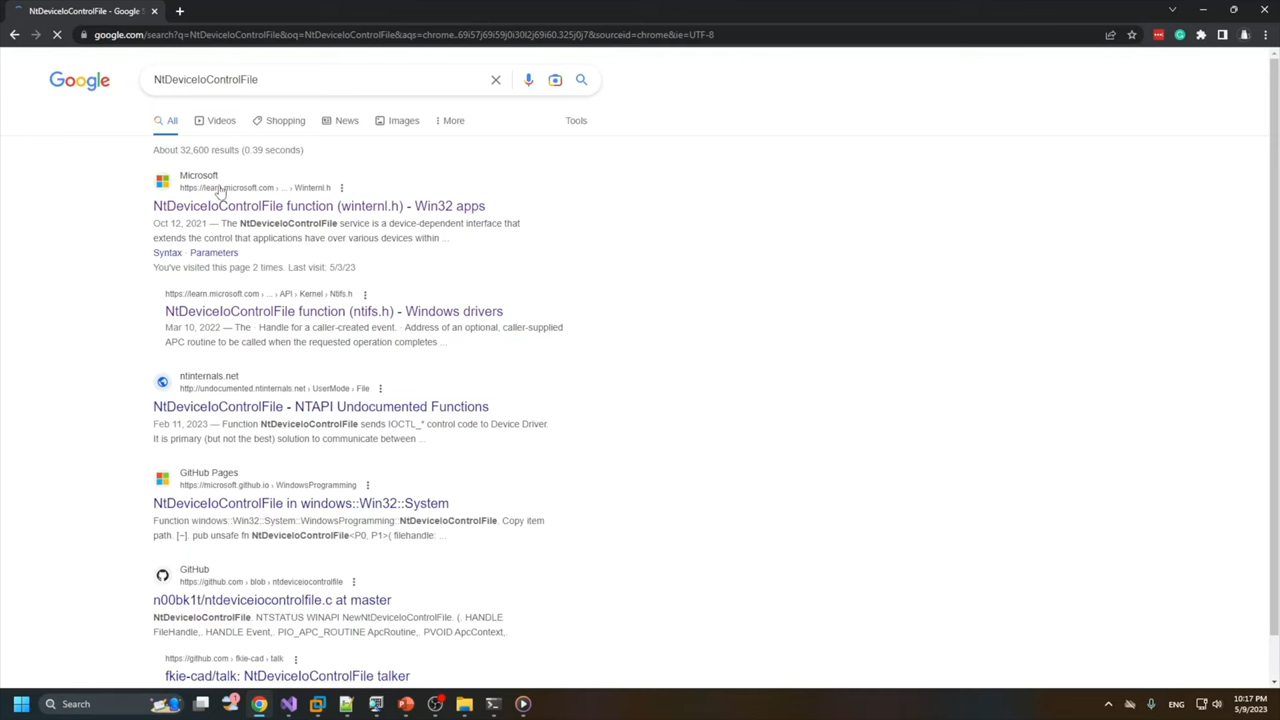 NtDeviceIoControlFile - Google S
google.com/search?q=NtDeviceIoControlFile&oq=NtDeviceIoControlFile&aqs=chrome..69i57j69i59j0i30l2j69i60.325j0j7&sourceid=chrome&ie=UTF-8
Google
NtDeviceIoControlFile
All Videos Shopping News Images More Tools
About 32,600 results (0.39 seconds)
Microsoft
https://learn.microsoft.com › ... › Winternl.h
NtDeviceIoControlFile function (winternl.h) - Win32 apps
Oct 12, 2021 — The NtDeviceIoControlFile service is a device-dependent interface that
extends the control that applications have over various devices within ...
Syntax · Parameters
You've visited this page 2 times. Last visit: 5/3/23
https://learn.microsoft.com › ... › API › Kernel › Ntifs.h
NtDeviceIoControlFile function (ntifs.h) - Windows drivers
Mar 10, 2022 — The · Handle for a caller-created event. · Address of an optional, caller-supplied
APC routine to be called when the requested operation completes ...
ntinternals.net
http://undocumented.ntinternals.net › UserMode › File
NtDeviceIoControlFile - NTAPI Undocumented Functions
Feb 11, 2023 — Function NtDeviceIoControlFile sends IOCTL_* control code to Device Driver.
It is primary (but not the best) solution to communicate between ...
GitHub Pages
https://microsoft.github.io › WindowsProgramming
NtDeviceIoControlFile in windows::Win32::System
Function windows::Win32::System::WindowsProgramming::NtDeviceIoControlFile. Copy item
path. [−]. pub unsafe fn NtDeviceIoControlFile<P0, P1>( filehandle: ...
GitHub
https://github.com › blob › ntdeviceiocontrolfile
n00bk1t/ntdeviceiocontrolfile.c at master
NtDeviceIoControlFile. NTSTATUS WINAPI NewNtDeviceIoControlFile. (. HANDLE
FileHandle,. HANDLE Event,. PIO_APC_ROUTINE ApcRoutine,. PVOID ApcContext,.
https://github.com › fkie-cad › talk
fkie-cad/talk: NtDeviceIoControlFile talker
Search
ENG
10:17 PM
5/9/2023